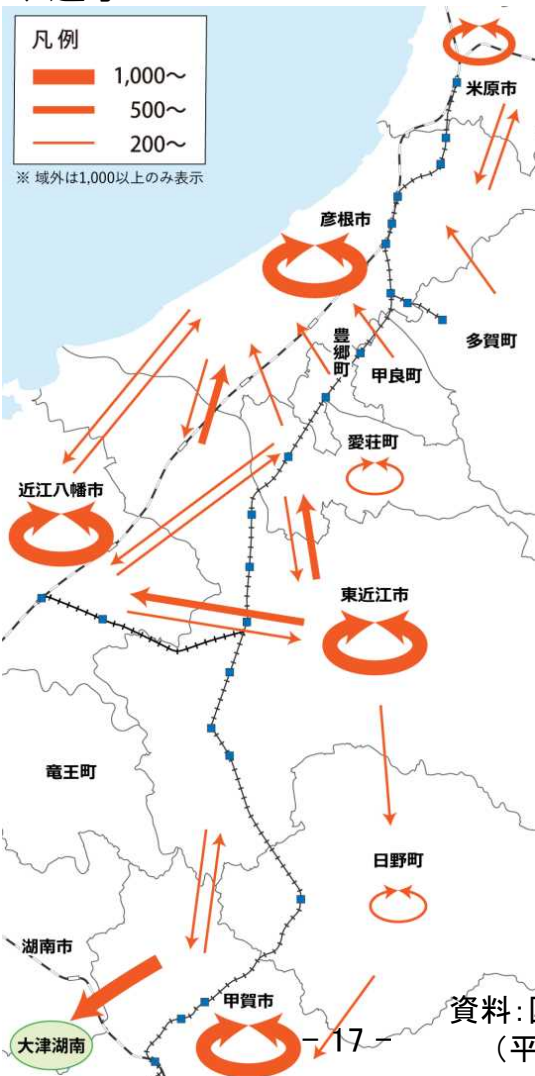 凡例
1,000～
500～
200～
※ 域外は1,000以上のみ表示
米原市
彦根市
多賀町
豊郷町
甲良町
愛荘町
近江八幡市
東近江市
竜王町
日野町
湖南市
甲賀市
大津湖南
- 17 -
資料:
（平